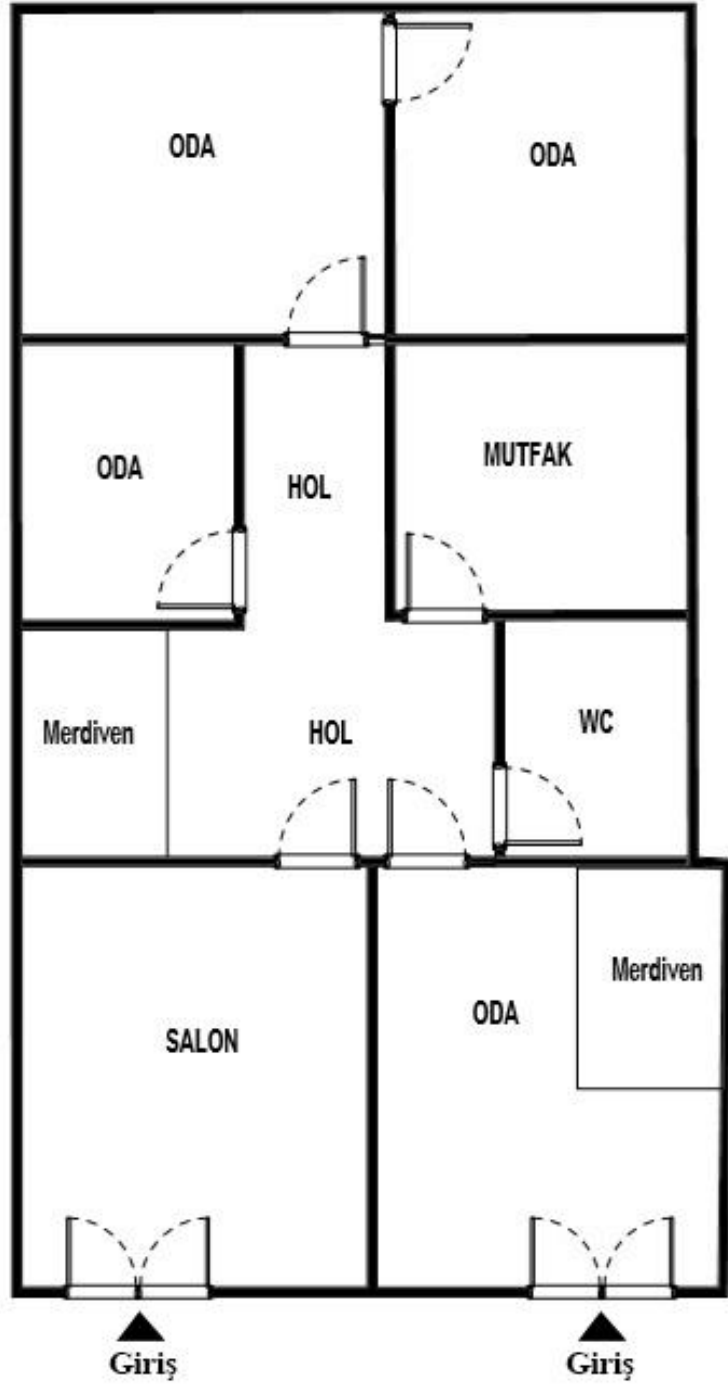 ODA
ODA
ODA
HOL
MUTFAK
Merdiven
HOL
WC
SALON
ODA
Merdiven
Giriş
Giriş